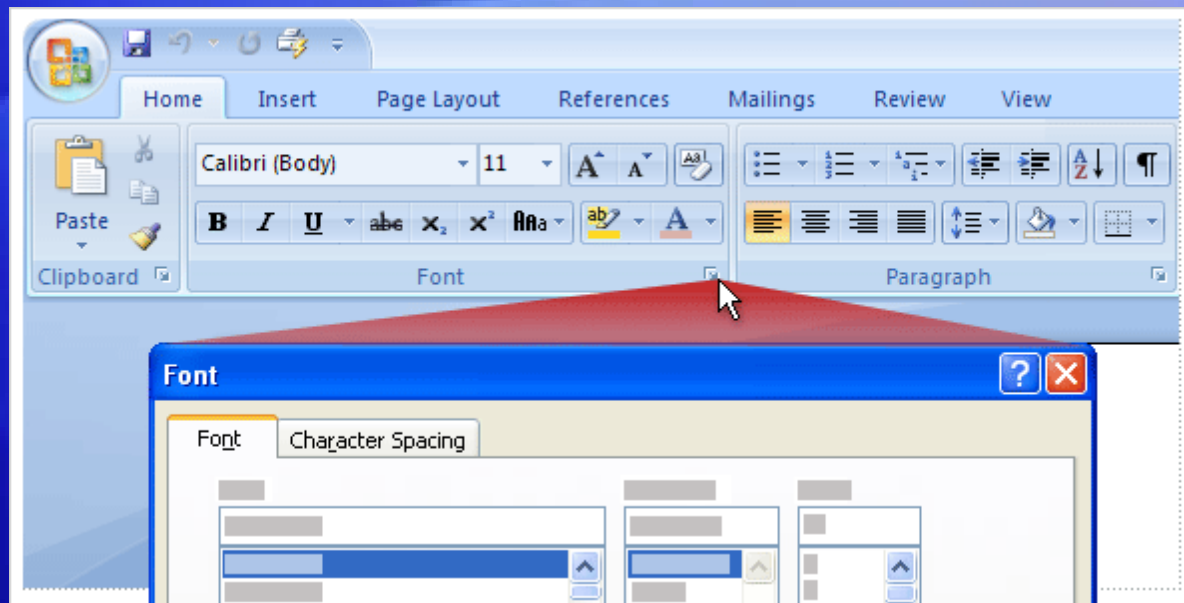 Home Insert Page Layout References Mailings Review View
Calibri (Body) 11
Paste
Clipboard Font Paragraph
Font
Font Character Spacing